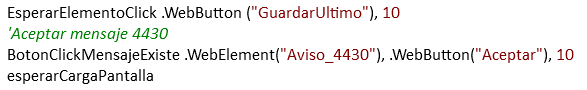 EsperarElementoClick .WebButton ("GuardarUltimo"), 10
'Aceptar mensaje 4430
BotonClickMensajeExiste .WebElement("Aviso_4430"), .WebButton("Aceptar"), 10
esperarCargaPantalla